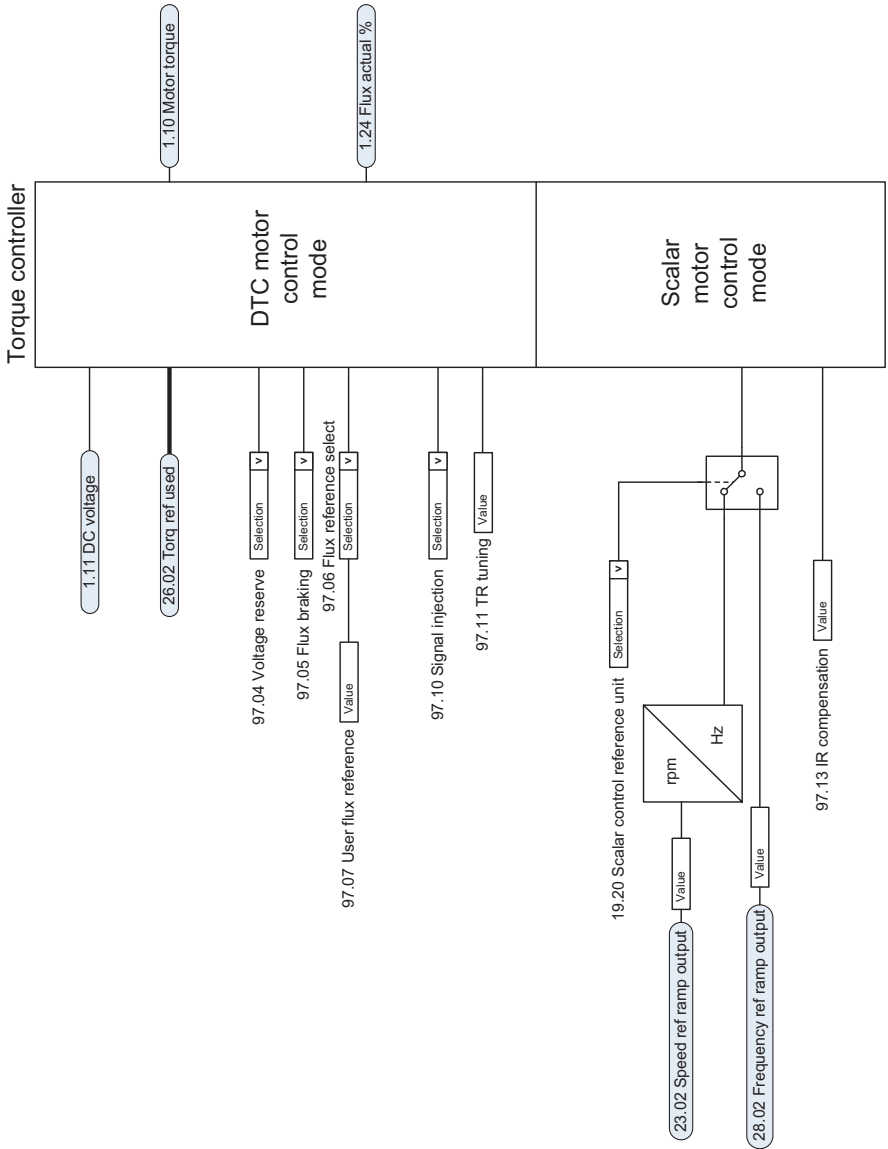 Torque controller
1.11 DC voltage
26.02 Torq ref used
97.04 Voltage reserve
Selection
v
97.05 Flux braking
Selection
v
97.06 Flux reference select
97.07 User flux reference
Value
Selection
v
97.10 Signal injection
Selection
v
97.11 TR tuning
Value
DTC motor
control
mode
1.10 Motor torque
1.24 Flux actual %
19.20 Scalar control reference unit
Selection
v
23.02 Speed ref ramp output
Value
rpm
Hz
28.02 Frequency ref ramp output
Value
97.13 IR compensation
Value
Scalar
motor
control
mode